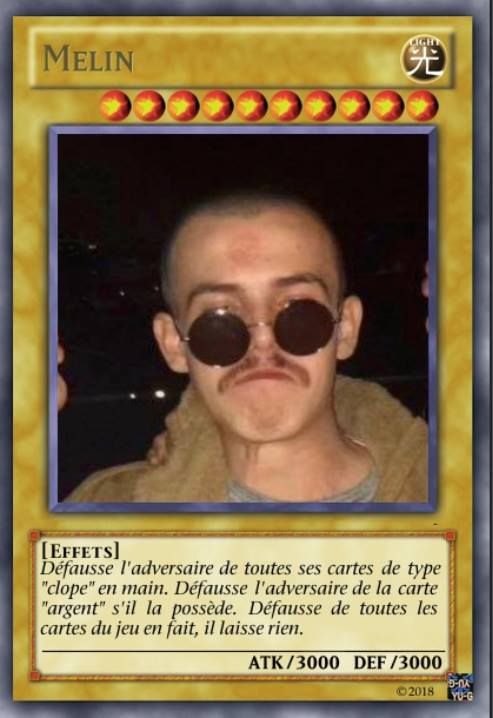 Melin
LIGHT
光
[Effets]
Défausse l'adversaire de toutes ses cartes de type
"clope" en main. Défausse l'adversaire de la carte
"argent" s'il la possède. Défausse de toutes les
cartes du jeu en fait, il laisse rien.
ATK/3000 DEF/3000
©2018